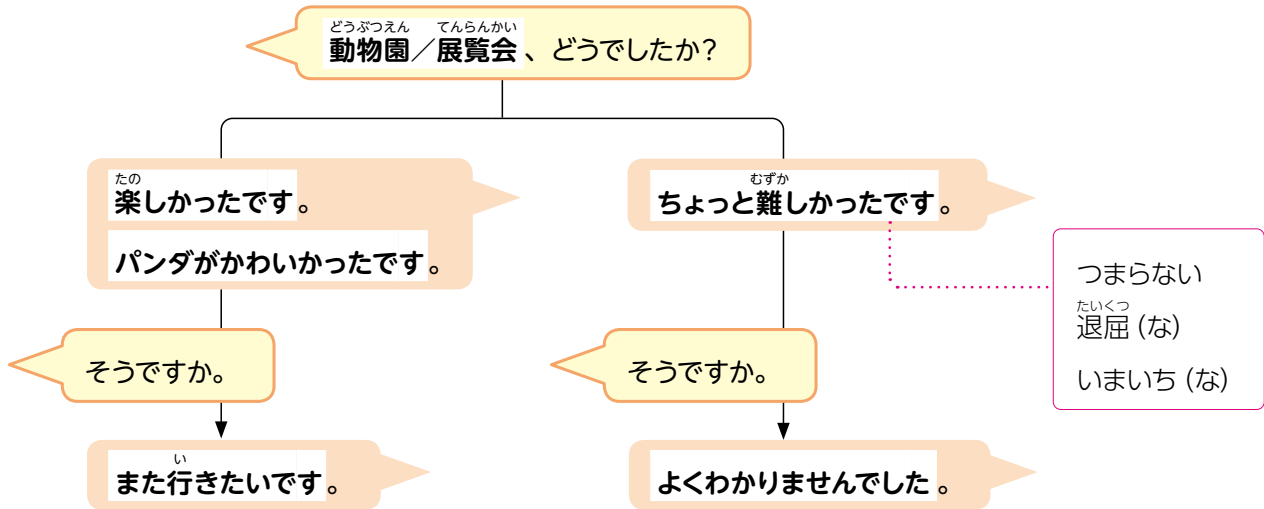 どうぶつえん てんらんかい
動物園／展覧会、どうでしたか？
たの
楽しかったです。
パンダがかわいかったです。
そうですか。
い
また行きたいです。
むずか
ちょっと難しかったです。
そうですか。
よくわかりませんでした。
つまらない
たいくつ
退屈（な）
いまいち（な）